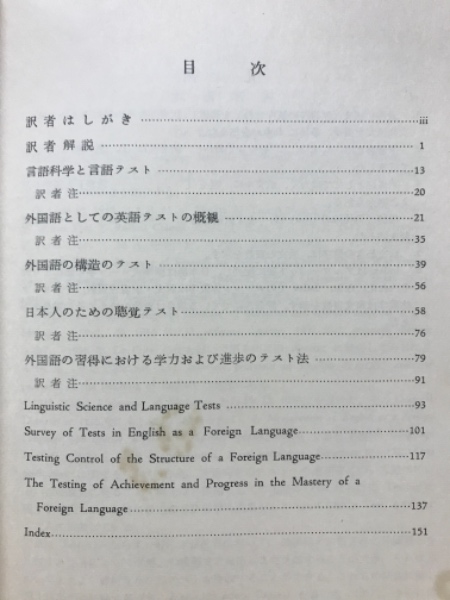 目 次
訳者はしがき……iii
訳者解説……1
言語科学と言語テスト……13
訳者注……20
外国語としての英語テストの概観……21
訳者注……35
外国語の構造のテスト……39
訳者注……56
日本人のための聴覚テスト……58
訳者注……76
外国語の習得における学力および進歩のテスト法……79
訳者注……91
Linguistic Science and Language Tests……93
Survey of Tests in English as a Foreign Language……101
Testing Control of the Structure of a Foreign Language……117
The Testing of Achievement and Progress in the Mastery of a
Foreign Language……137
Index……151